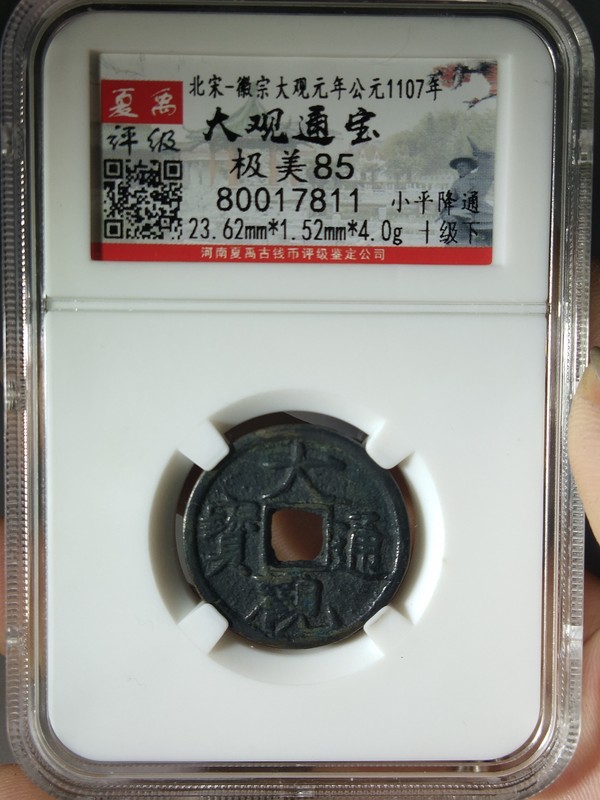 夏禹
评级
北宋-徽宗大观元年公元1107年
大观通宝
极美85
80017811 小平降通
23.62mm*1.52mm*4.0g 十级下
河南夏禹古钱币评级鉴定公司
大
寶 通
观